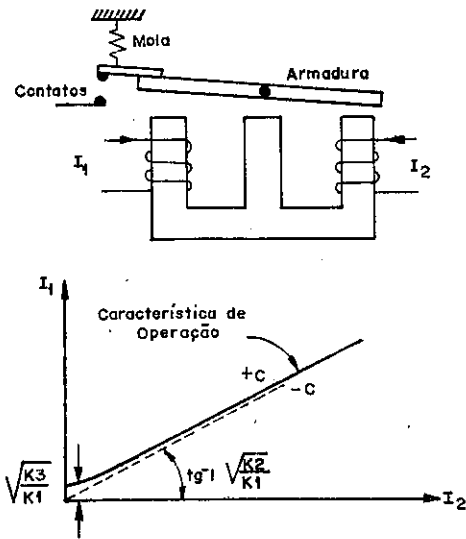 Mola
Armadura
Contatos
I₁
I₂
I₁
Característica de
Operação
+C
-C
√K3/K1
tg⁻¹ √K2/K1
I₂